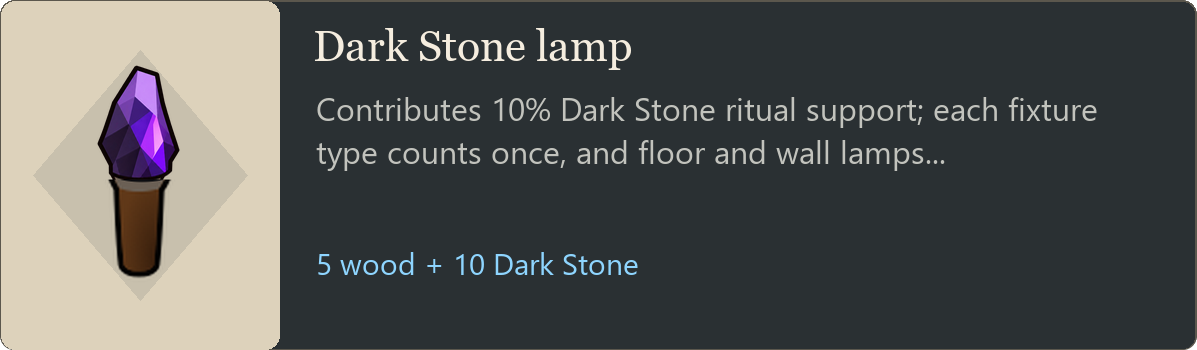 Dark Stone lamp
Contributes 10% Dark Stone ritual support; each fixture
type counts once, and floor and wall lamps...
5 wood + 10 Dark Stone